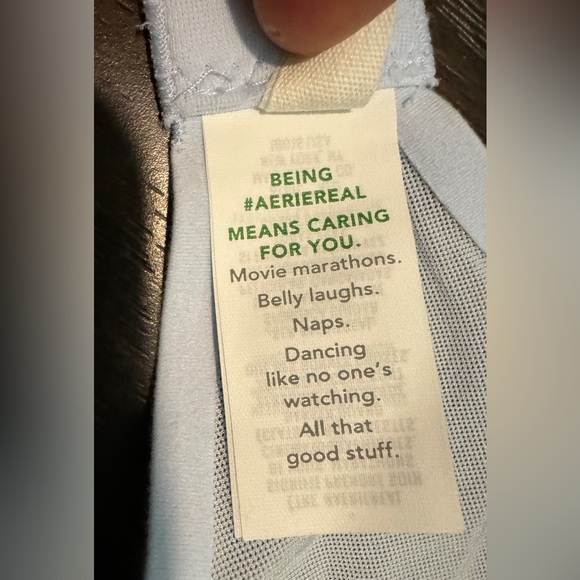 BEING
#AERIEREAL
MEANS CARING
FOR YOU.
Movie marathons.
Belly laughs.
Naps.
Dancing
like no one's
watching.
All that
good stuff.